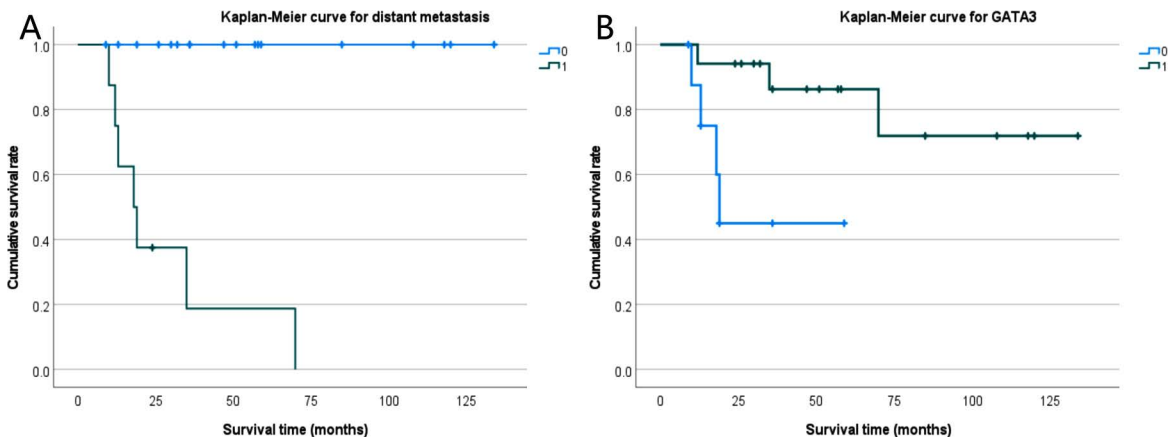 A
Kaplan-Meier curve for distant metastasis
Cumulative survival rate
1.0
0.8
0.6
0.4
0.2
0.0
0 25 50 75 100 125
Survival time (months)
0
1
B
Kaplan-Meier curve for GATA3
Cumulative survival rate
1.0
0.8
0.6
0.4
0.2
0.0
0 25 50 75 100 125
Survival time (months)
0
1